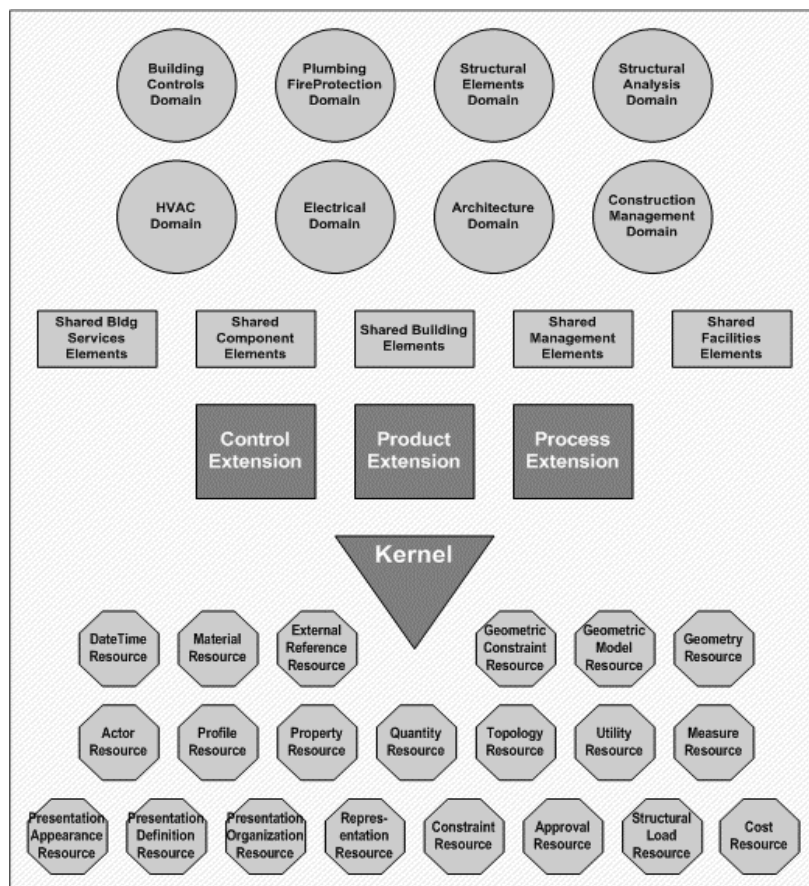 Building
Controls
Domain
Plumbing
FireProtection
Domain
Structural
Elements
Domain
Structural
Analysis
Domain
HVAC
Domain
Electrical
Domain
Architecture
Domain
Construction
Management
Domain
Shared Bldg
Services
Elements
Shared
Component
Elements
Shared Building
Elements
Shared
Management
Elements
Shared
Facilities
Elements
Control
Extension
Product
Extension
Process
Extension
Kernel
DateTime
Resource
Material
Resource
External
Reference
Resource
Geometric
Constraint
Resource
Geometric
Model
Resource
Geometry
Resource
Actor
Resource
Profile
Resource
Property
Resource
Quantity
Resource
Topology
Resource
Utility
Resource
Measure
Resource
Presentation
Appearance
Resource
Presentation
Definition
Resource
Presentation
Organization
Resource
Repres-
entation
Resource
Constraint
Resource
Approval
Resource
Structural
Load
Resource
Cost
Resource